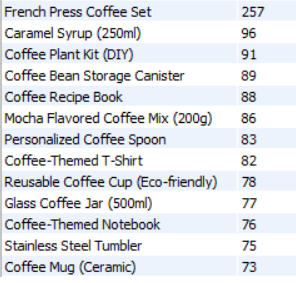 French Press Coffee Set 257
Caramel Syrup (250ml) 96
Coffee Plant Kit (DIY) 91
Coffee Bean Storage Canister 89
Coffee Recipe Book 88
Mocha Flavored Coffee Mix (200g) 86
Personalized Coffee Spoon 83
Coffee-Themed T-Shirt 82
Reusable Coffee Cup (Eco-friendly) 78
Glass Coffee Jar (500ml) 77
Coffee-Themed Notebook 76
Stainless Steel Tumbler 75
Coffee Mug (Ceramic) 73